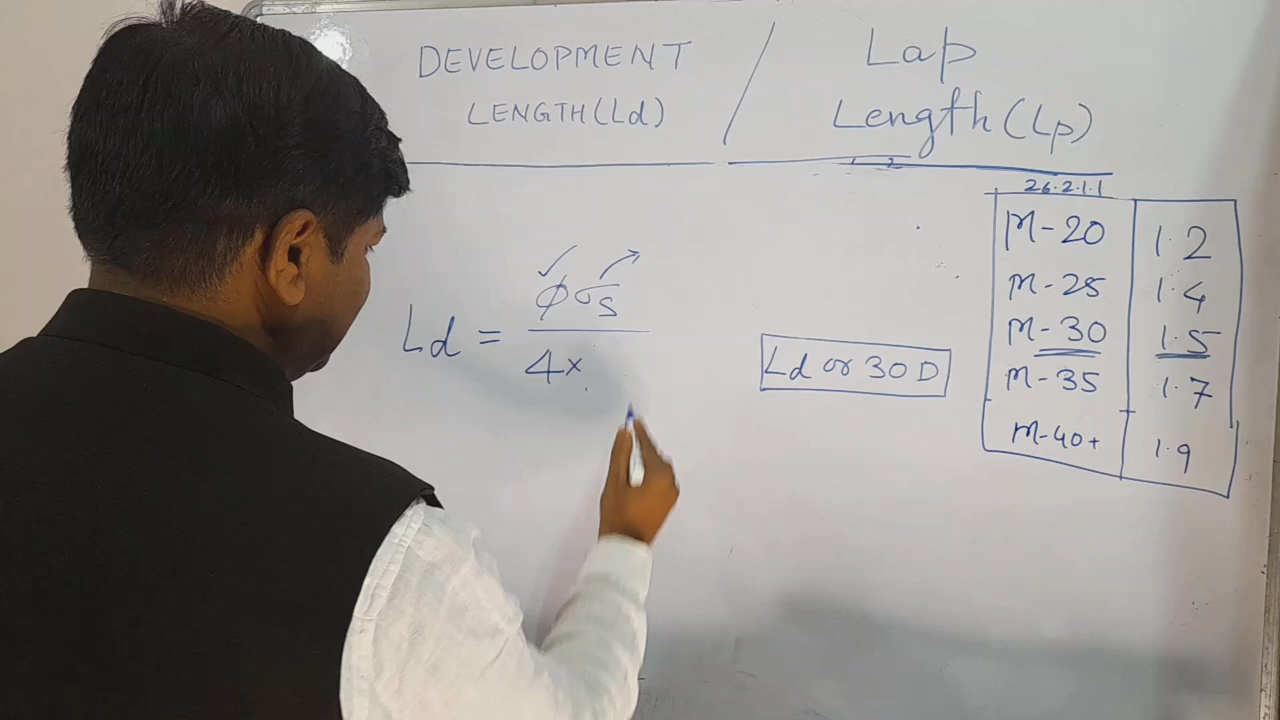 DEVELOPMENT / Lap
LENGTH (Ld) Length (Lp)
26.2.1.1
M-20 1.2
M-25 1.4
M-30 1.5
M-35 1.7
M-40+ 1.9
Ld = ϕσs / 4×
Ld or 30D